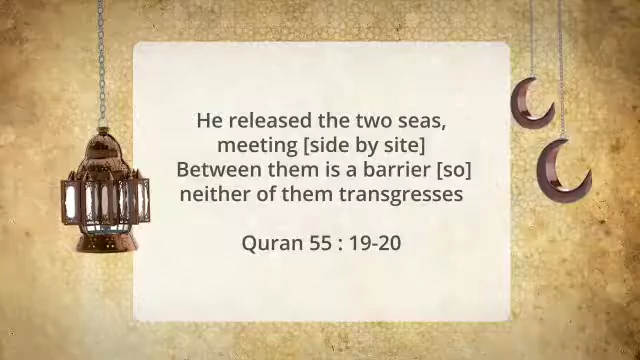 He released the two seas,
meeting [side by site]
Between them is a barrier [so]
neither of them transgresses
Quran 55 : 19-20